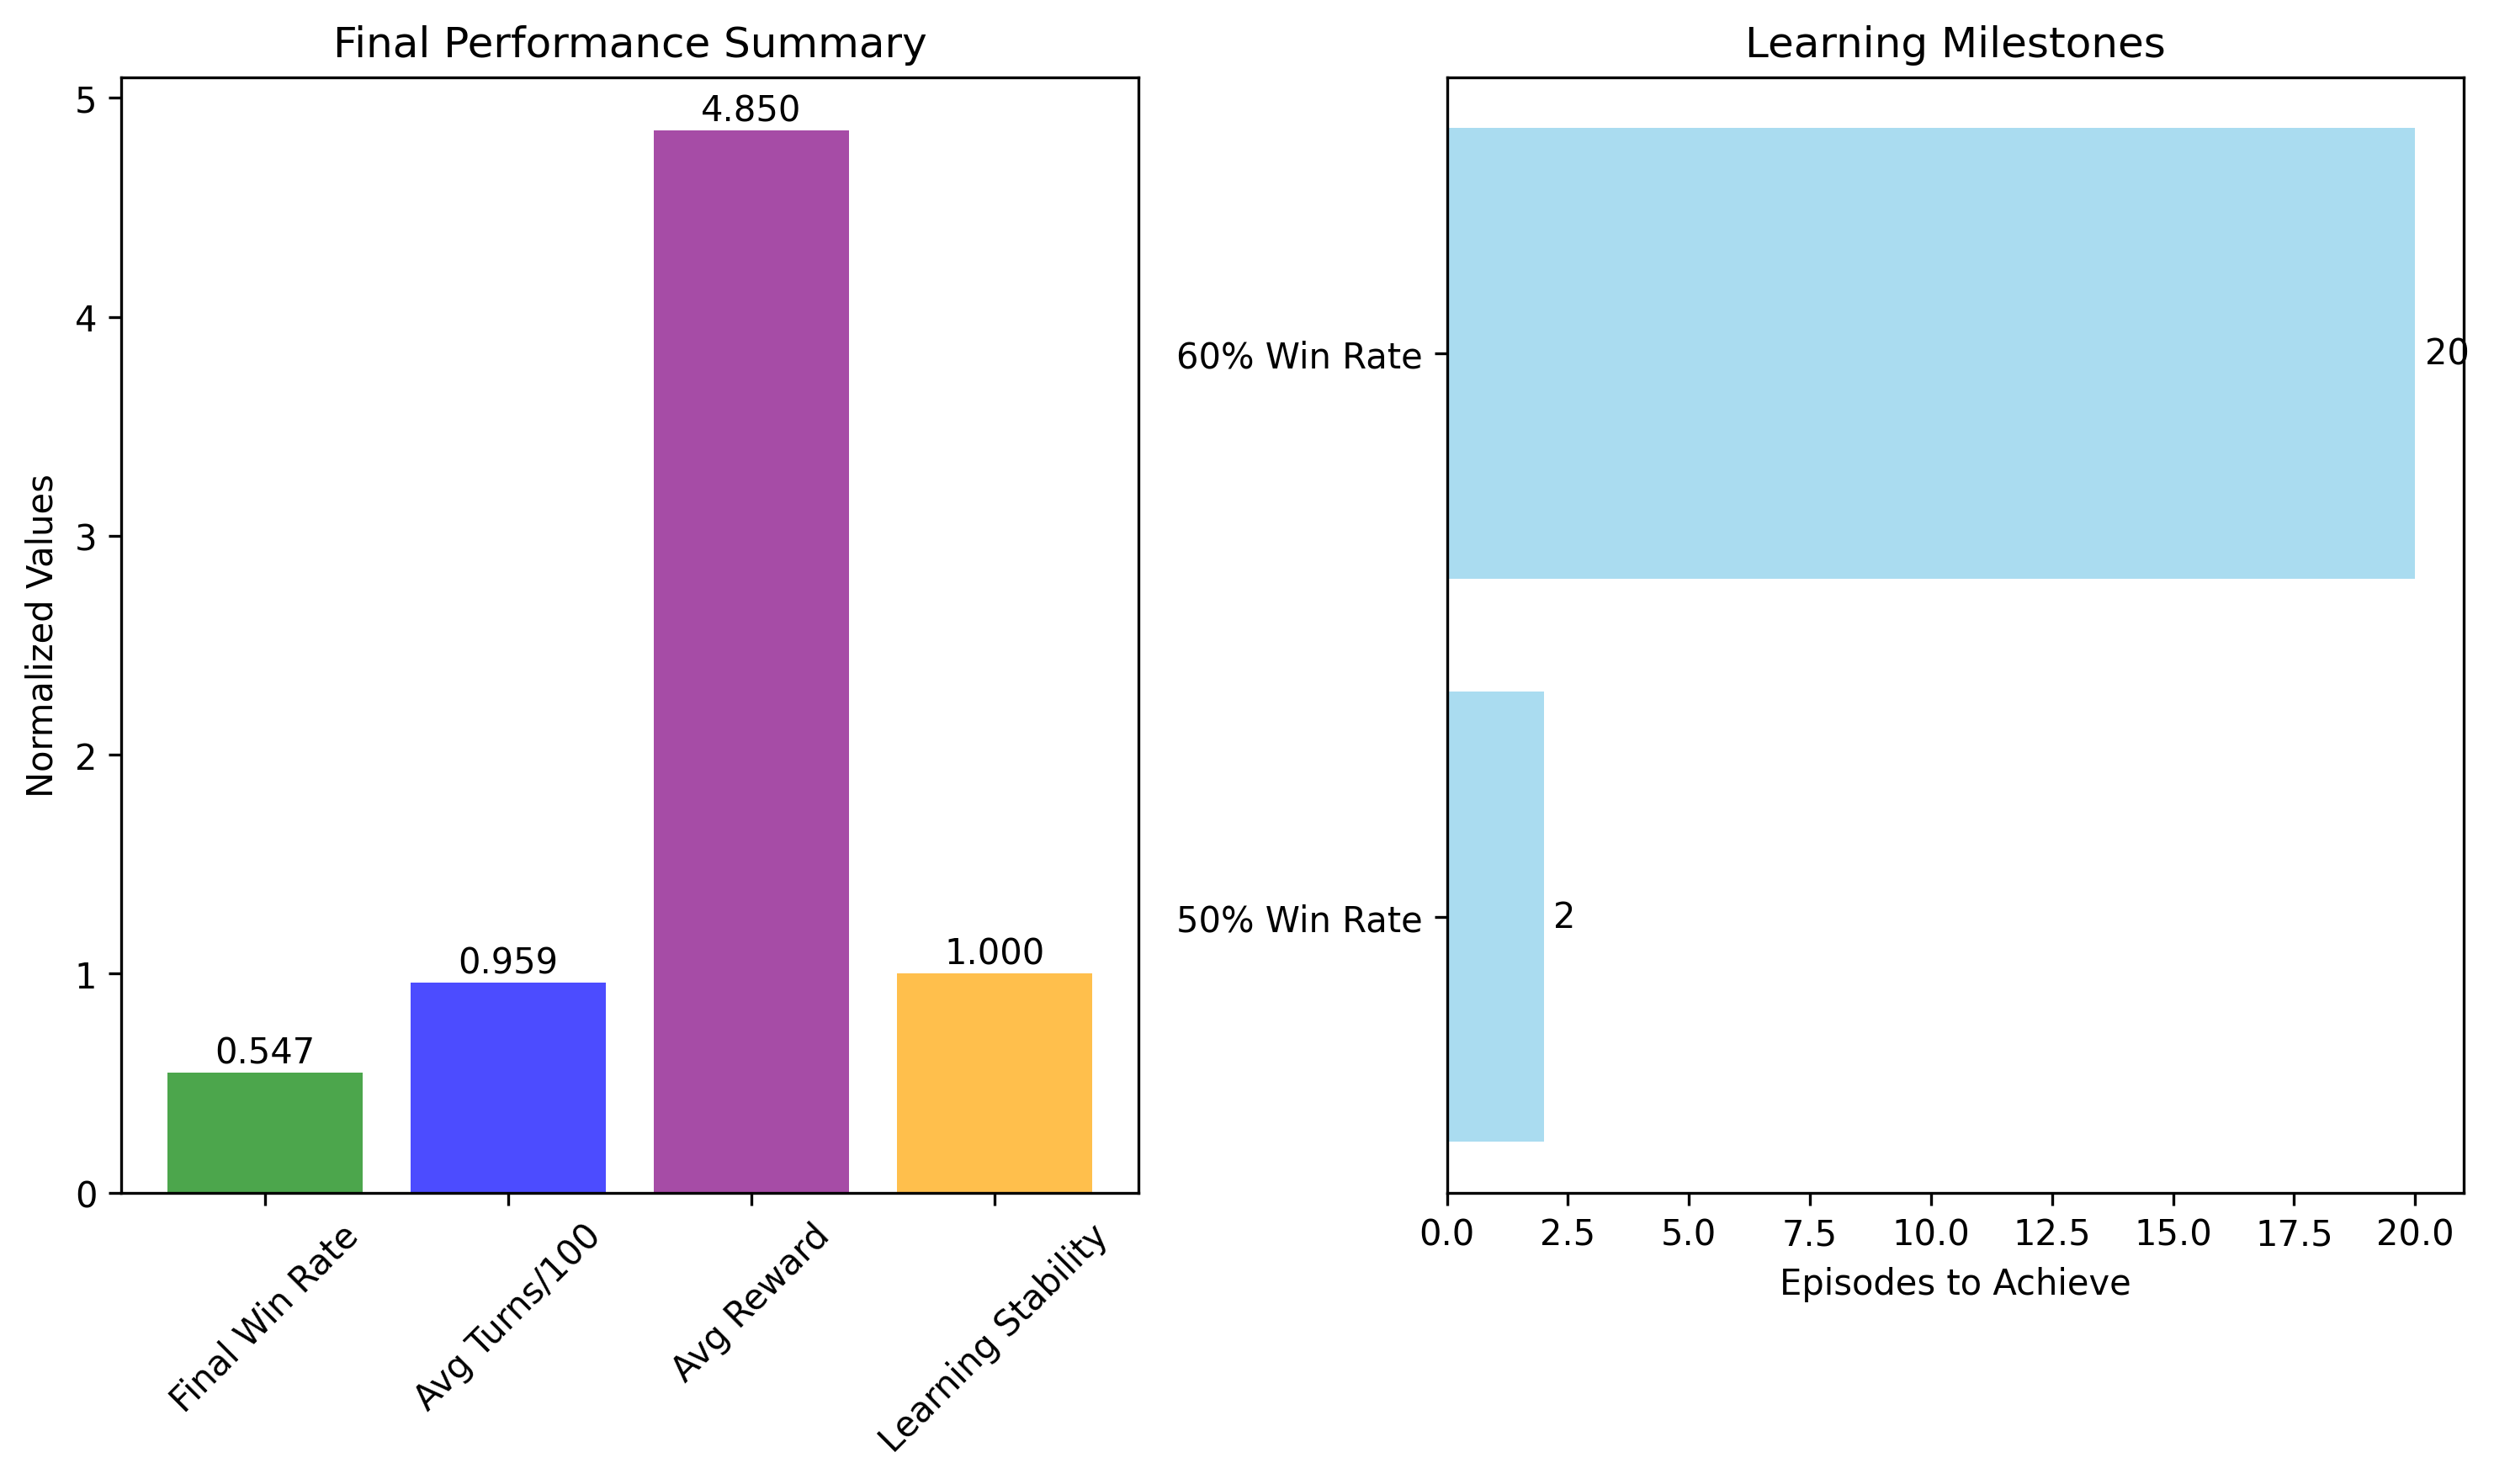 Final Performance Summary
Normalized Values
5
4
3
2
1
0
0.547
0.959
4.850
1.000
Final Win Rate
Avg Turns/100
Avg Reward
Learning Stability
Learning Milestones
60% Win Rate
50% Win Rate
20
2
0.0 2.5 5.0 7.5 10.0 12.5 15.0 17.5 20.0
Episodes to Achieve